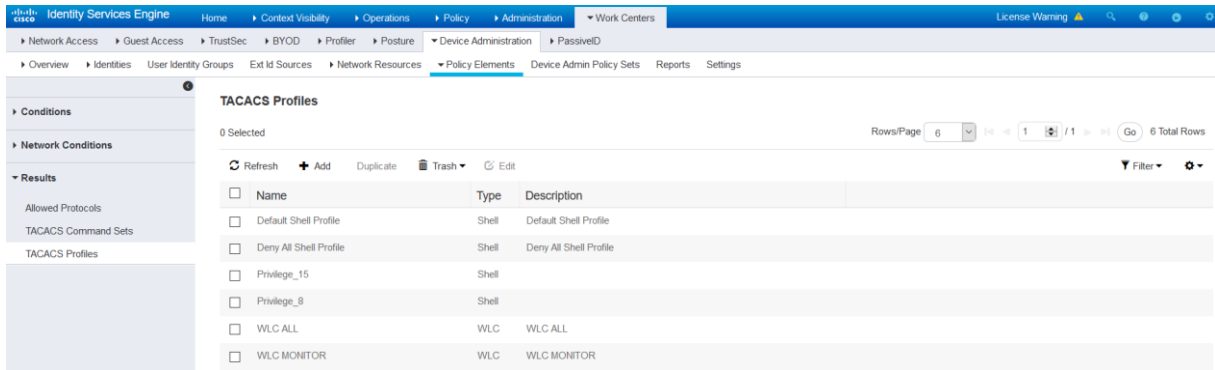 cisco Identity Services Engine Home Context Visibility Operations Policy Administration Work Centers License Warning
Network Access Guest Access TrustSec BYOD Profiler Posture Device Administration PassiveID
Overview Identities User Identity Groups Ext Id Sources Network Resources Policy Elements Device Admin Policy Sets Reports Settings
Conditions
Network Conditions
Results
Allowed Protocols
TACACS Command Sets
TACACS Profiles
TACACS Profiles
0 Selected Rows/Page 6 1 / 1 Go 6 Total Rows
Refresh Add Duplicate Trash Edit Filter
Name Type Description
Default Shell Profile Shell Default Shell Profile
Deny All Shell Profile Shell Deny All Shell Profile
Privilege_15 Shell
Privilege_8 Shell
WLC ALL WLC WLC ALL
WLC MONITOR WLC WLC MONITOR